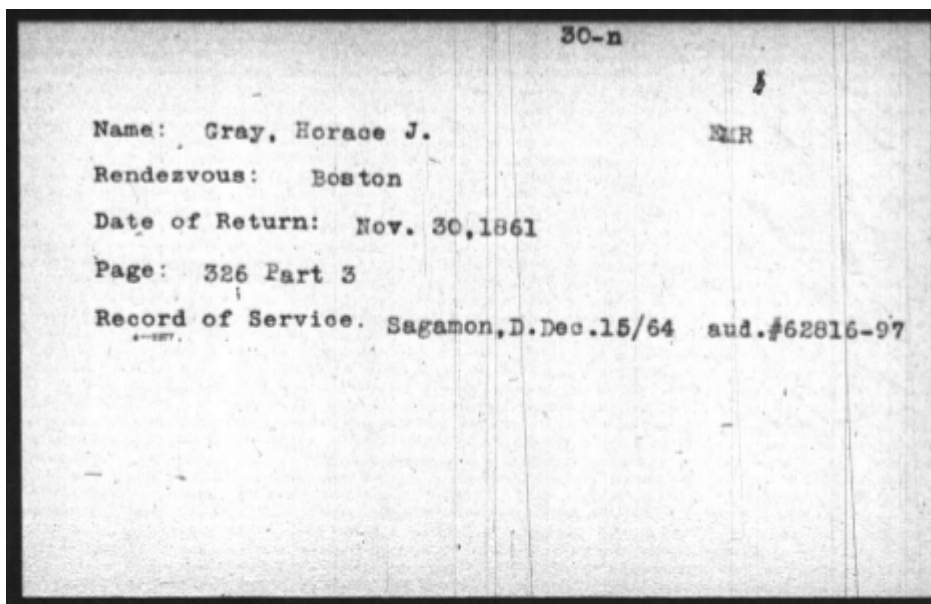 30-n
Name: Gray, Horace J. EMR
Rendezvous: Boston
Date of Return: Nov. 30,1861
Page: 326 Part 3
Record of Service. Sagamon,D.Dec.15/64 aud.#62816-97